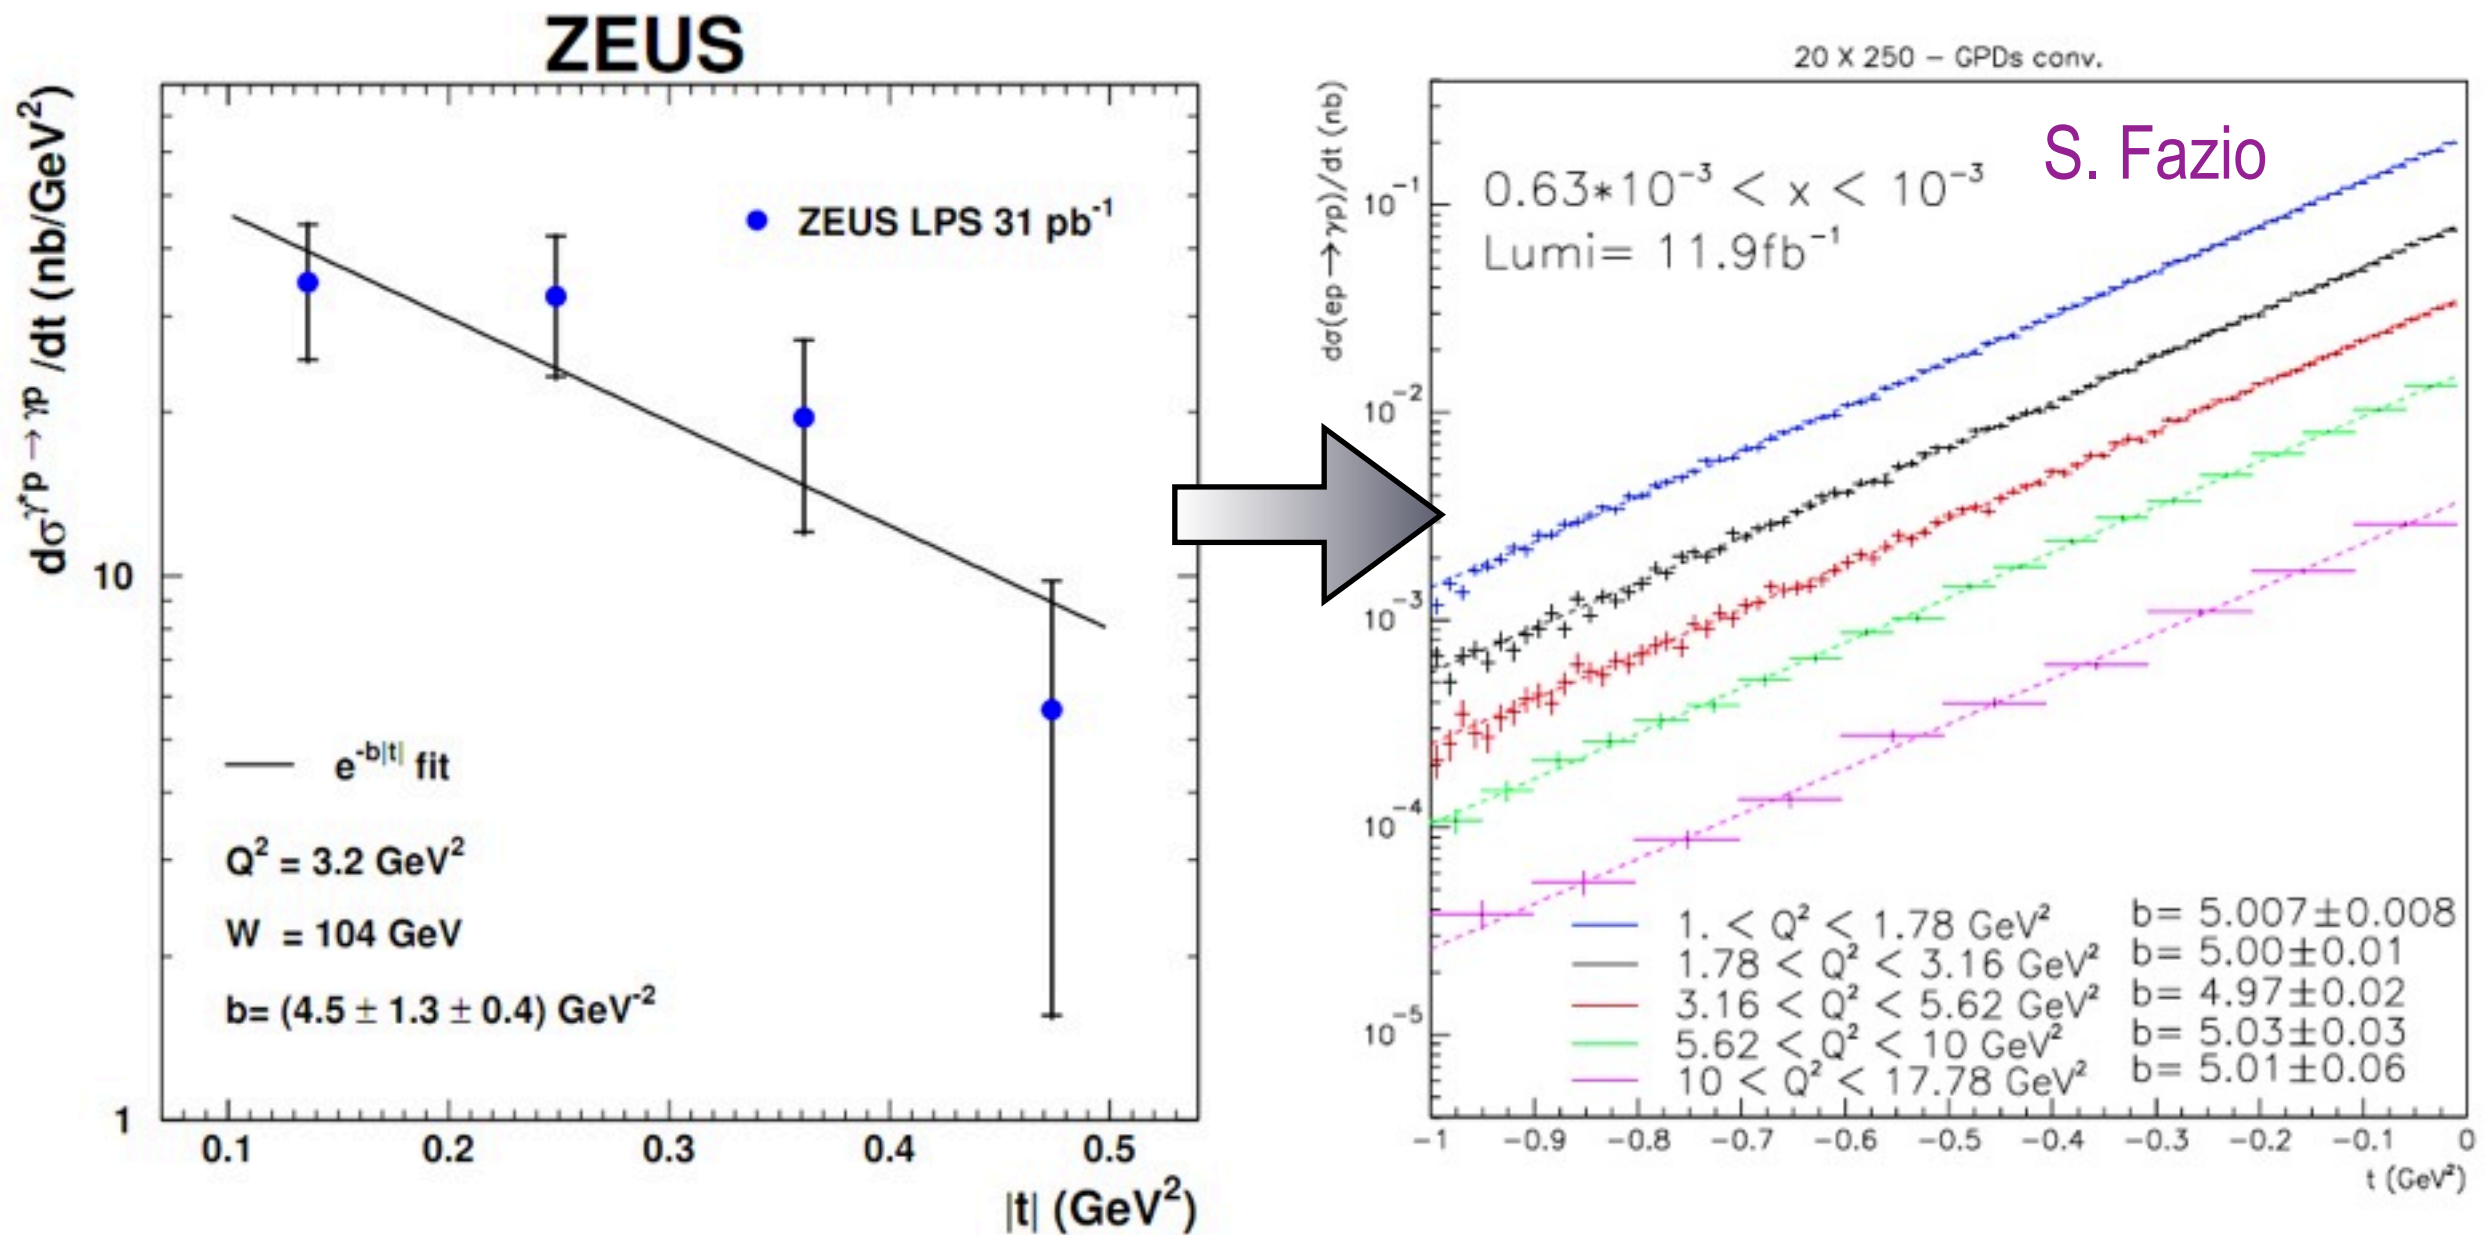 ZEUS
dσ^γ*p → γp /dt (nb/GeV²)
10
1
ZEUS LPS 31 pb⁻¹
e^-b|t| fit
Q² = 3.2 GeV²
W = 104 GeV
b= (4.5 ± 1.3 ± 0.4) GeV⁻²
0.1 0.2 0.3 0.4 0.5
|t| (GeV²)
20 X 250 – GPDs conv.
dσ(ep→γp)/dt (nb)
S. Fazio
0.63*10⁻³ < x < 10⁻³
Lumi= 11.9fb⁻¹
10⁻¹
10⁻²
10⁻³
10⁻⁴
10⁻⁵
1. < Q² < 1.78 GeV² b= 5.007±0.008
1.78 < Q² < 3.16 GeV² b= 5.00±0.01
3.16 < Q² < 5.62 GeV² b= 4.97±0.02
5.62 < Q² < 10 GeV² b= 5.03±0.03
10 < Q² < 17.78 GeV² b= 5.01±0.06
-1 -0.9 -0.8 -0.7 -0.6 -0.5 -0.4 -0.3 -0.2 -0.1 0
t (GeV²)